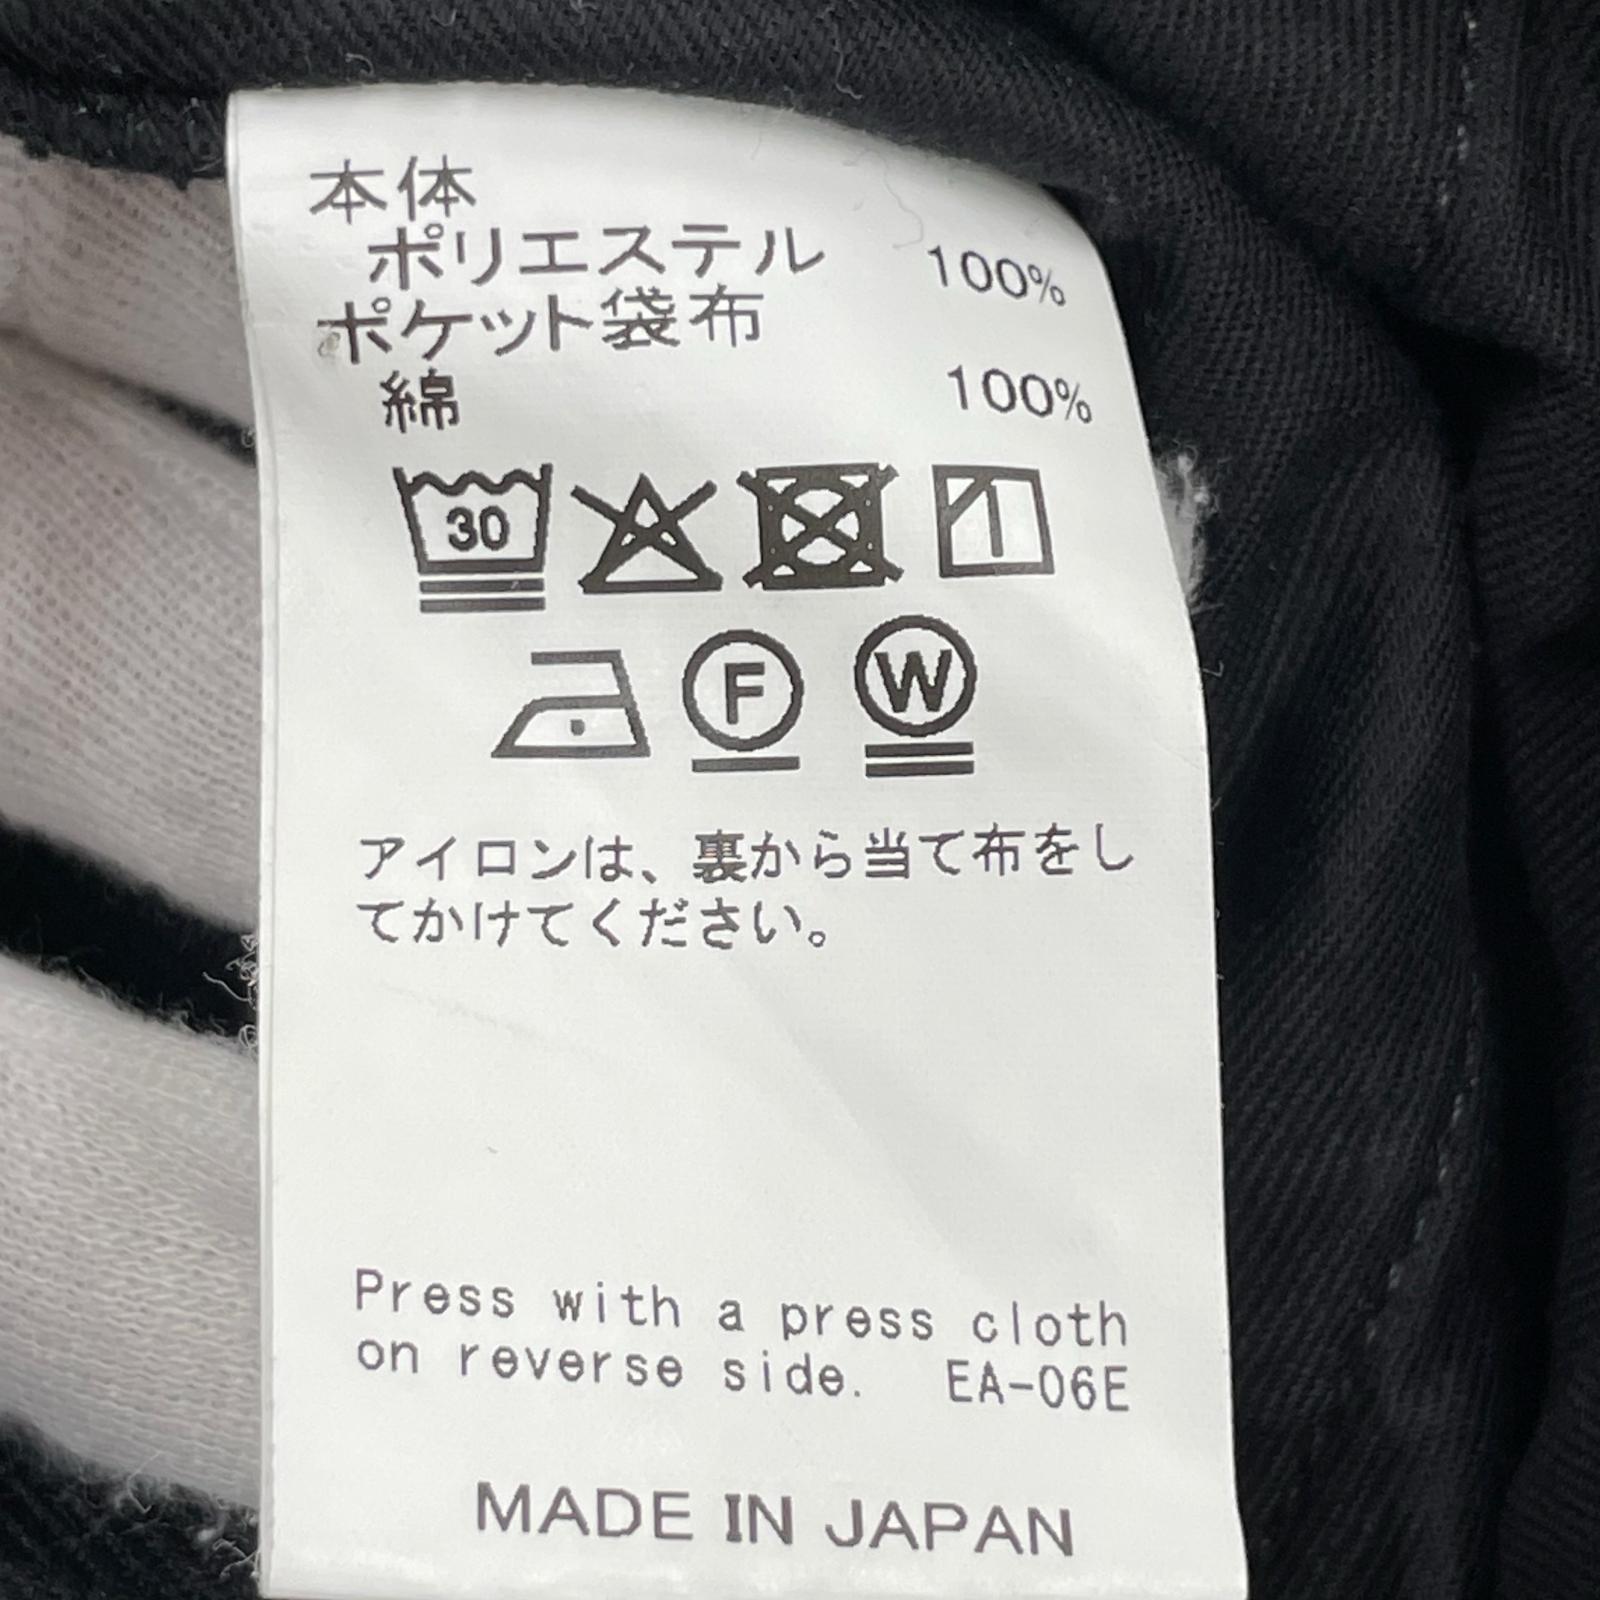 本体
ポリエステル 100%
ポケット袋布
綿 100%
30
F W
アイロンは、裏から当て布をし
てかけてください。
Press with a press cloth
on reverse side. EA-06E
MADE IN JAPAN